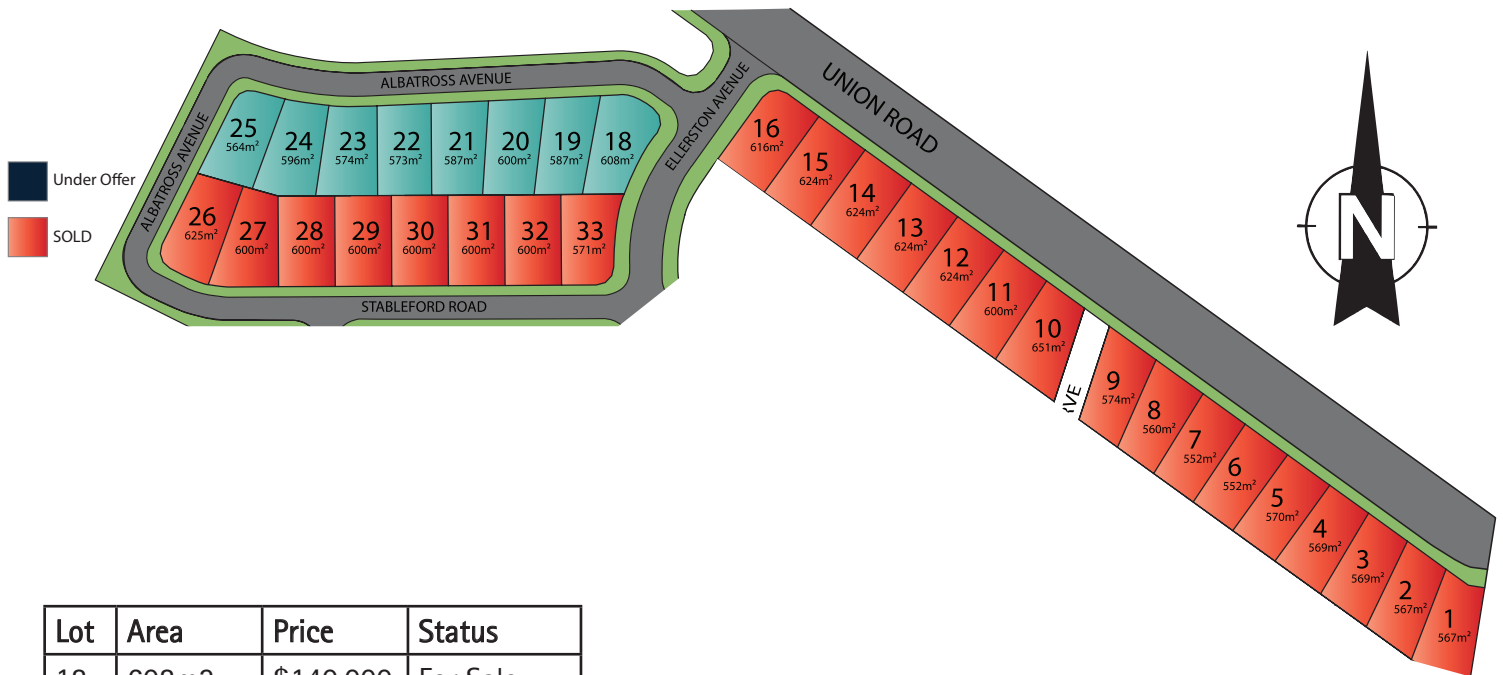 UNION ROAD
ALBATROSS AVENUE
ELLERSTON AVENUE
ALBATROSS AVENUE
STABLEFORD ROAD
Under Offer
SOLD
N
25
564m²
24
596m²
23
574m²
22
573m²
21
587m²
20
600m²
19
587m²
18
608m²
26
625m²
27
600m²
28
600m²
29
600m²
30
600m²
31
600m²
32
600m²
33
571m²
16
616m²
15
624m²
14
624m²
13
624m²
12
624m²
11
600m²
10
651m²
9
574m²
8
560m²
7
552m²
6
552m²
5
570m²
4
569m²
3
569m²
2
567m²
1
567m²
Lot Area Price Status